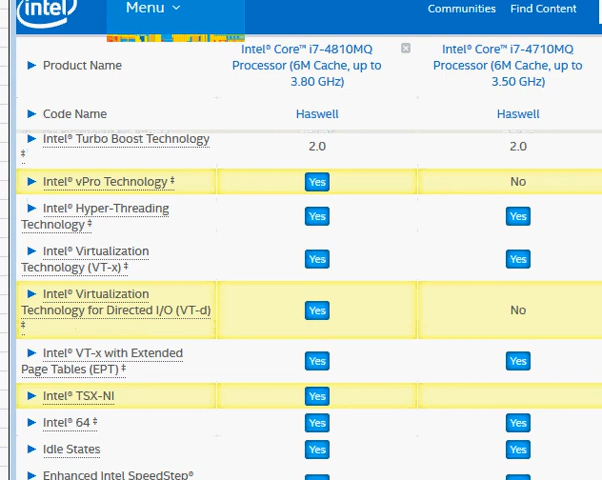 intel
Menu
Communities Find Content
Product Name
Intel® Core™ i7-4810MQ
Processor (6M Cache, up to
3.80 GHz)
Intel® Core™ i7-4710MQ
Processor (6M Cache, up to
3.50 GHz)
Code Name Haswell Haswell
Intel® Turbo Boost Technology
‡
2.0 2.0
Intel® vPro Technology ‡ Yes No
Intel® Hyper-Threading
Technology ‡
Yes Yes
Intel® Virtualization
Technology (VT-x) ‡
Yes Yes
Intel® Virtualization
Technology for Directed I/O (VT-d)
‡
Yes No
Intel® VT-x with Extended
Page Tables (EPT) ‡
Yes Yes
Intel® TSX-NI Yes
Intel® 64 ‡ Yes Yes
Idle States Yes Yes
Enhanced Intel SpeedStep®